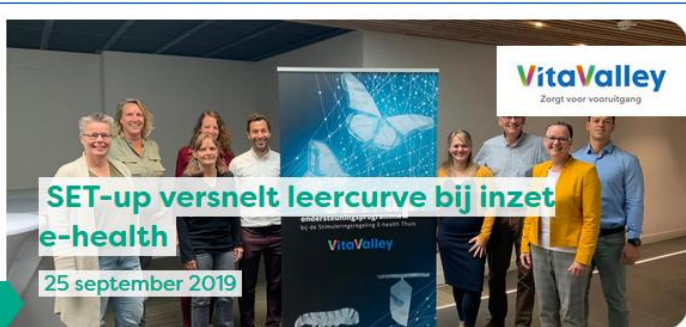 VitaValley
Zorgt voor vooruitgang
SET-up versnelt leercurve bij inzet
e-health
ondersteuningsprogramma
bij de Stimuleringsregeling E-health Thuis
VitaValley
25 september 2019